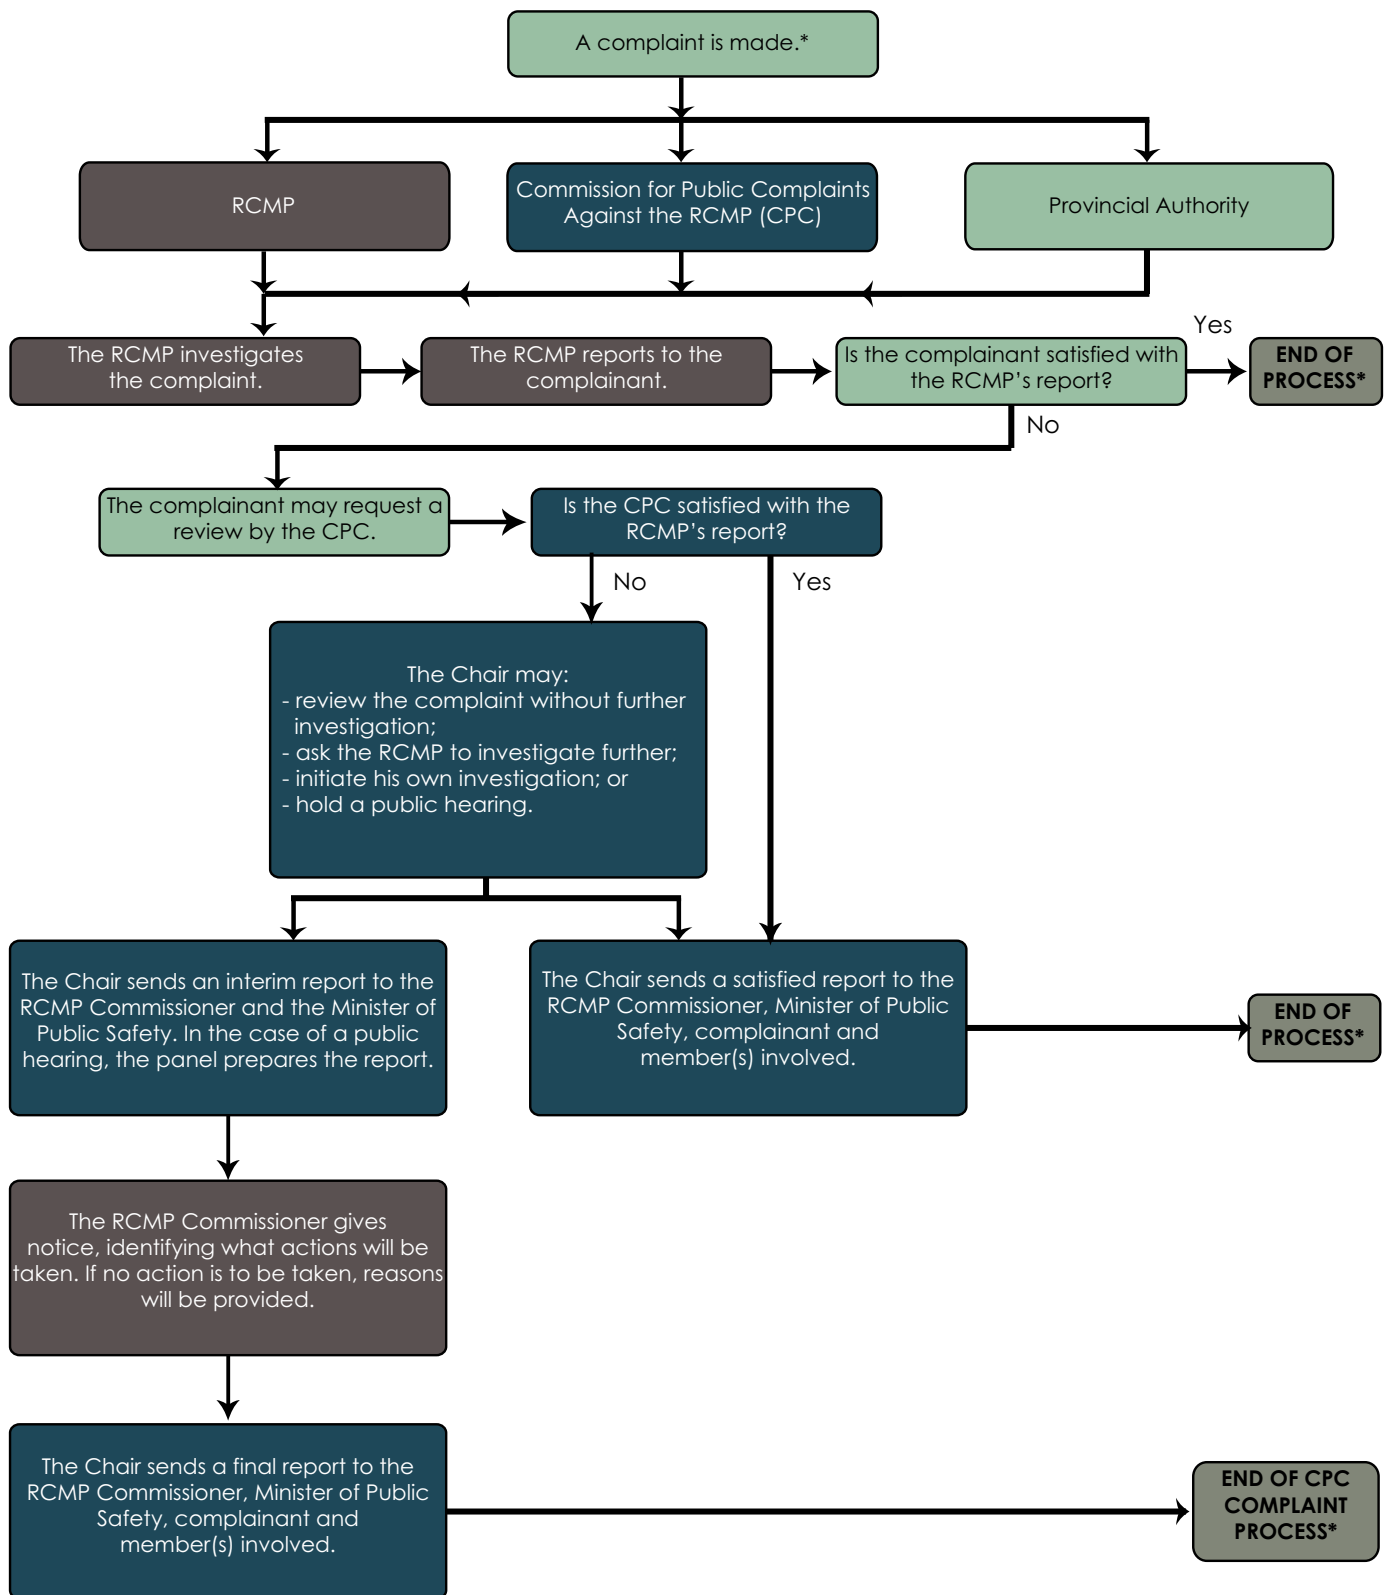 A complaint is made.*
RCMP
Commission for Public Complaints
Against the RCMP (CPC)
Provincial Authority
The RCMP investigates
the complaint.
The RCMP reports to the
complainant.
Is the complainant satisfied with
the RCMP's report?
Yes
END OF
PROCESS*
No
The complainant may request a
review by the CPC.
Is the CPC satisfied with the
RCMP's report?
No
Yes
The Chair may:
- review the complaint without further
investigation;
- ask the RCMP to investigate further;
- initiate his own investigation; or
- hold a public hearing.
The Chair sends an interim report to the
RCMP Commissioner and the Minister of
Public Safety. In the case of a public
hearing, the panel prepares the report.
The Chair sends a satisfied report to the
RCMP Commissioner, Minister of Public
Safety, complainant and
member(s) involved.
END OF
PROCESS*
The RCMP Commissioner gives
notice, identifying what actions will be
taken. If no action is to be taken, reasons
will be provided.
The Chair sends a final report to the
RCMP Commissioner, Minister of Public
Safety, complainant and
member(s) involved.
END OF CPC
COMPLAINT
PROCESS*